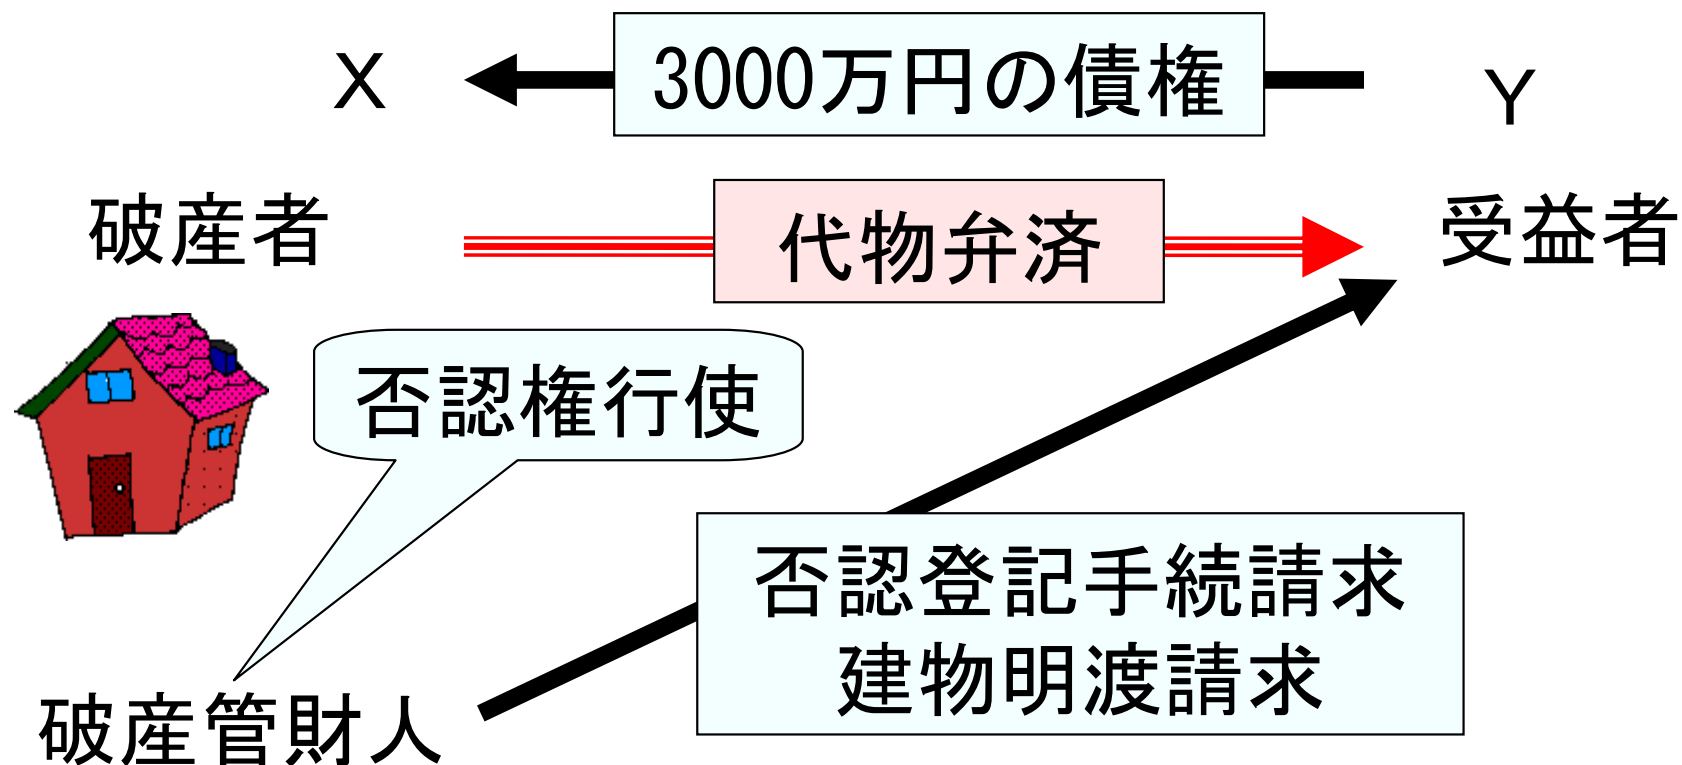 X
3000万円の債権
Y
破産者
代物弁済
受益者
否認権行使
否認登記手続請求
建物明渡請求
破産管財人